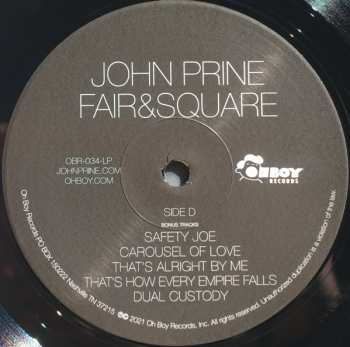 JOHN PRINE
FAIR&SQUARE
OBR-034-LP
JOHNPRINE.COM
OHBOY.COM
OH BOY
RECORDS
SIDE D
BONUS TRACKS
SAFETY JOE
CAROUSEL OF LOVE
THAT'S ALRIGHT BY ME
THAT'S HOW EVERY EMPIRE FALLS
DUAL CUSTODY
Oh Boy Records PO BOX 150222 Nashville TN 37215 ℗© 2021 Oh Boy Records, Inc. All rights reserved. Unauthorized duplication is a violation of the law.